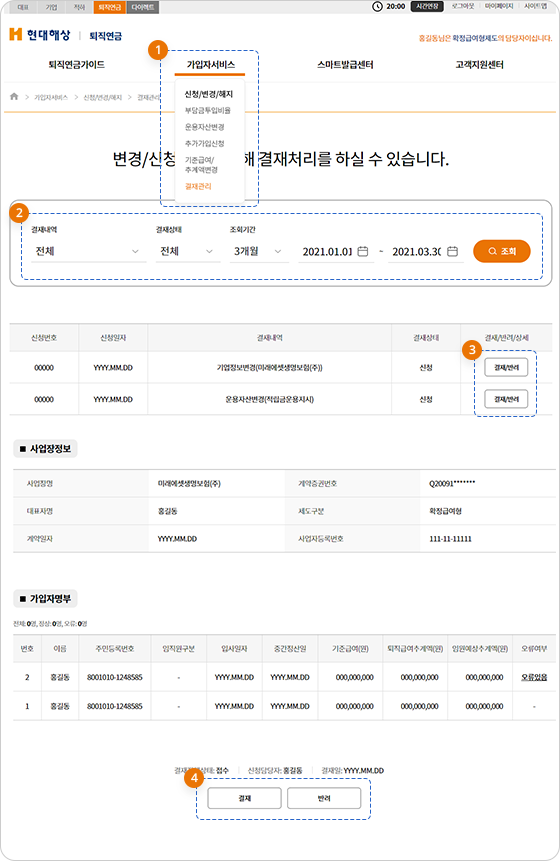 대표 기업 적하 퇴직연금 다이렉트 20:00 시간연장 로그아웃 마이페이지 사이트맵
현대해상 퇴직연금
홍길동님은 확정급여형제도의 담당자이십니다.
1
퇴직연금가이드 가입자서비스 스마트발급센터 고객지원센터
가입자서비스 신청/변경/해지 결재관리
신청/변경/해지
부담금투입비율
운용자산변경
추가가입신청
기준급여/
추계액변경
결재관리
변경/신청 해 결재처리를 하실 수 있습니다.
2
결재내역 결재상태 조회기간
전체 전체 3개월 2021.01.01 - 2021.03.30 조회
신청번호 신청일자 결재내역 결재상태 결재/반려/상세
3
00000 YYYY.MM.DD 기업정보변경(미래에셋생명보험(주)) 신청 결재/반려
00000 YYYY.MM.DD 운용자산변경(적립금운용지시) 신청 결재/반려
■ 사업장정보
사업장명 미래에셋생명보험(주) 계약증권번호 Q20091*******
대표자명 홍길동 제도구분 확정급여형
계약일자 YYYY.MM.DD 사업자등록번호 111-11-11111
■ 가입자명부
전체: 0명, 정상: 0명, 오류: 0명
번호 이름 주민등록번호 임직원구분 입사일자 중간정산일 기준급여(원) 퇴직급여추계액(원) 임원예상추계액(원) 오류여부
2 홍길동 8001010-1248585 - YYYY.MM.DD YYYY.MM.DD 000,000,000 000,000,000 000,000,000 오류있음
1 홍길동 8001010-1248585 - YYYY.MM.DD YYYY.MM.DD 000,000,000 000,000,000 000,000,000 -
상태: 접수 신청담당자: 홍길동 결재일: YYYY.MM.DD
4
결재 반려